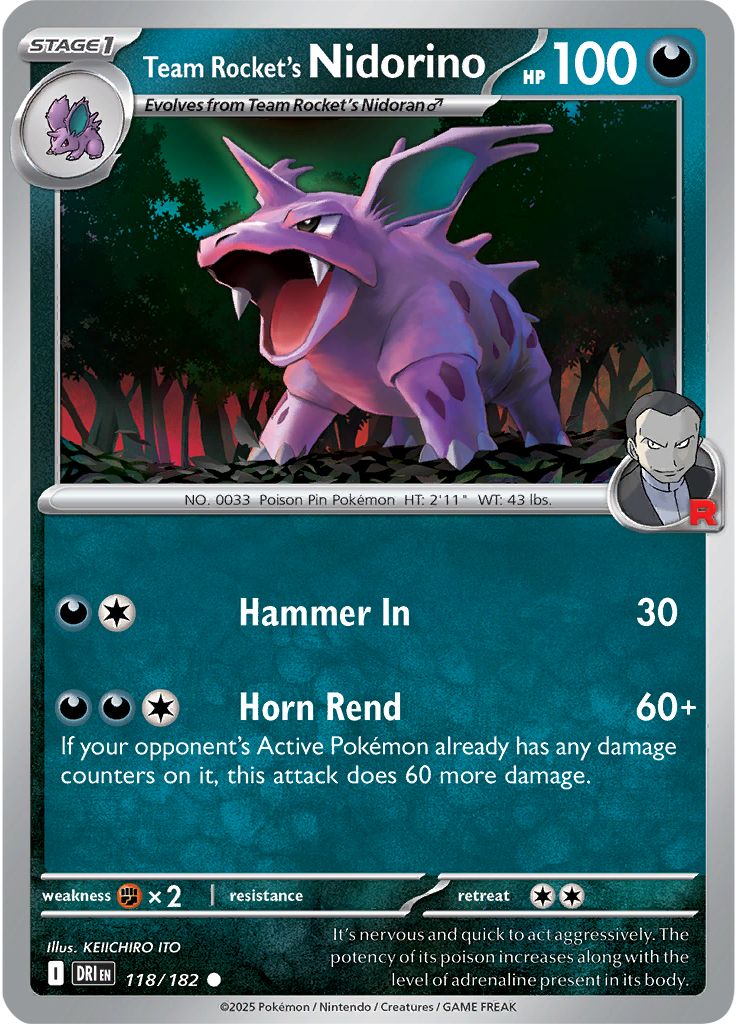 STAGE1
Team Rocket's Nidorino HP 100
Evolves from Team Rocket's Nidoran♂
NO. 0033 Poison Pin Pokémon HT: 2'11" WT: 43 lbs.
R
Hammer In 30
Horn Rend 60+
If your opponent's Active Pokémon already has any damage
counters on it, this attack does 60 more damage.
weakness ×2 resistance retreat
Illus. KEIICHIRO ITO
It's nervous and quick to act aggressively. The
potency of its poison increases along with the
level of adrenaline present in its body.
I DRI EN 118/182
©2025 Pokémon / Nintendo / Creatures / GAME FREAK